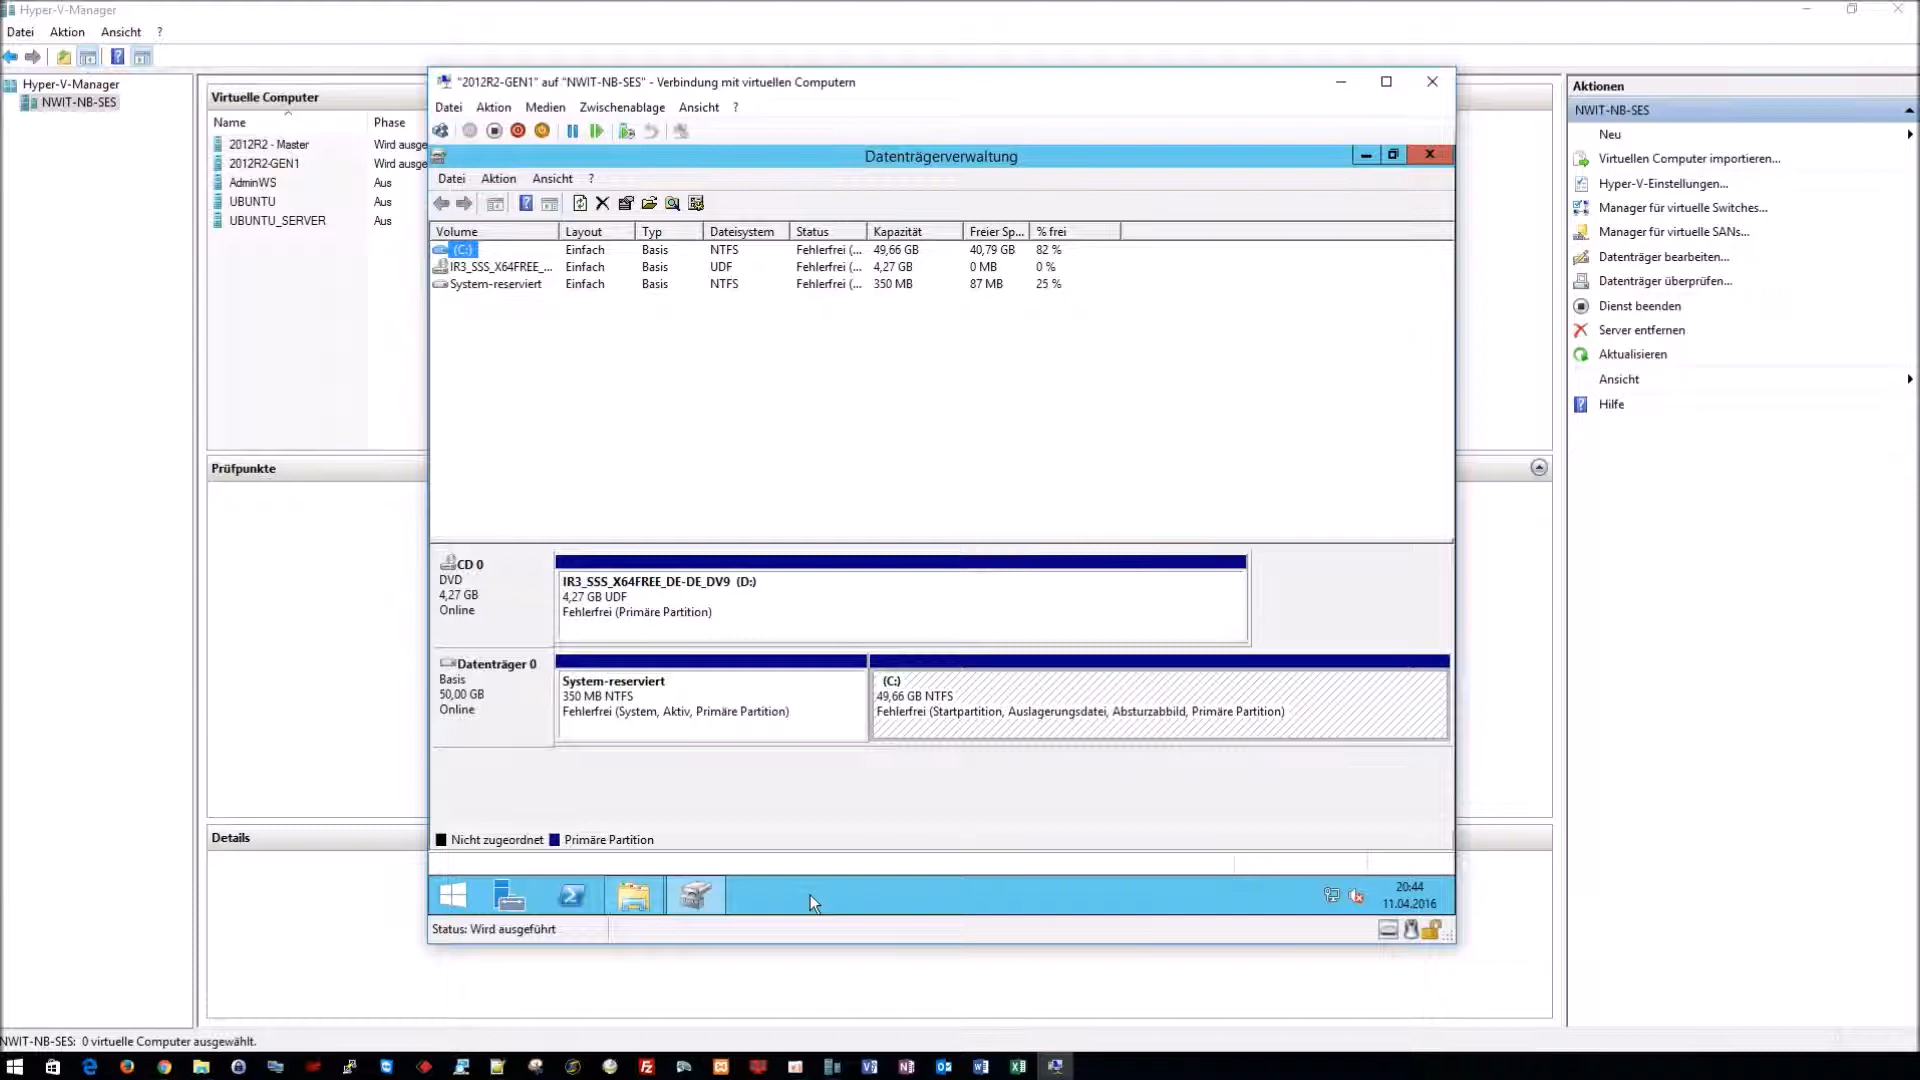 Hyper-V-Manager
Datei Aktion Ansicht ?
Hyper-V-Manager
NWIT-NB-SES
Virtuelle Computer
Name Phase
2012R2 - Master Wird ausge
2012R2-GEN1 Wird ausge
AdminWS Aus
UBUNTU Aus
UBUNTU_SERVER Aus
Prüfpunkte
Details
"2012R2-GEN1" auf "NWIT-NB-SES" - Verbindung mit virtuellen Computern
Datei Aktion Medien Zwischenablage Ansicht ?
Datenträgerverwaltung
Datei Aktion Ansicht ?
Volume Layout Typ Dateisystem Status Kapazität Freier Sp... % frei
(C:) Einfach Basis NTFS Fehlerfrei (... 49,66 GB 40,79 GB 82 %
IR3_SSS_X64FREE_... Einfach Basis UDF Fehlerfrei (... 4,27 GB 0 MB 0 %
System-reserviert Einfach Basis NTFS Fehlerfrei (... 350 MB 87 MB 25 %
CD 0
DVD
4,27 GB
Online
IR3_SSS_X64FREE_DE-DE_DV9 (D:)
4,27 GB UDF
Fehlerfrei (Primäre Partition)
Datenträger 0
Basis
50,00 GB
Online
System-reserviert
350 MB NTFS
Fehlerfrei (System, Aktiv, Primäre Partition)
(C:)
49,66 GB NTFS
Fehlerfrei (Startpartition, Auslagerungsdatei, Absturzabbild, Primäre Partition)
Nicht zugeordnet Primäre Partition
20:44
11.04.2016
Status: Wird ausgeführt
Aktionen
NWIT-NB-SES
Neu
Virtuellen Computer importieren...
Hyper-V-Einstellungen...
Manager für virtuelle Switches...
Manager für virtuelle SANs...
Datenträger bearbeiten...
Datenträger überprüfen...
Dienst beenden
Server entfernen
Aktualisieren
Ansicht
Hilfe
NWIT-NB-SES: 0 virtuelle Computer ausgewählt.